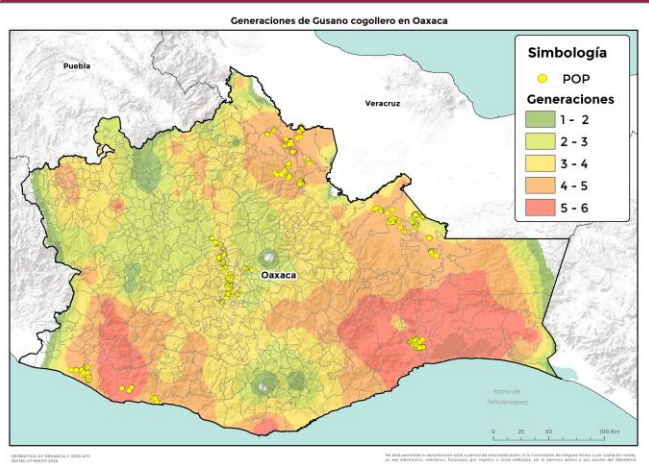 Generaciones de Gusano cogollero en Oaxaca
Puebla
Veracruz
Simbología
POP
Generaciones
1 - 2
2 - 3
3 - 4
4 - 5
5 - 6
Oaxaca
Istmo de
Tehuantepec
0 25 50 100 Km